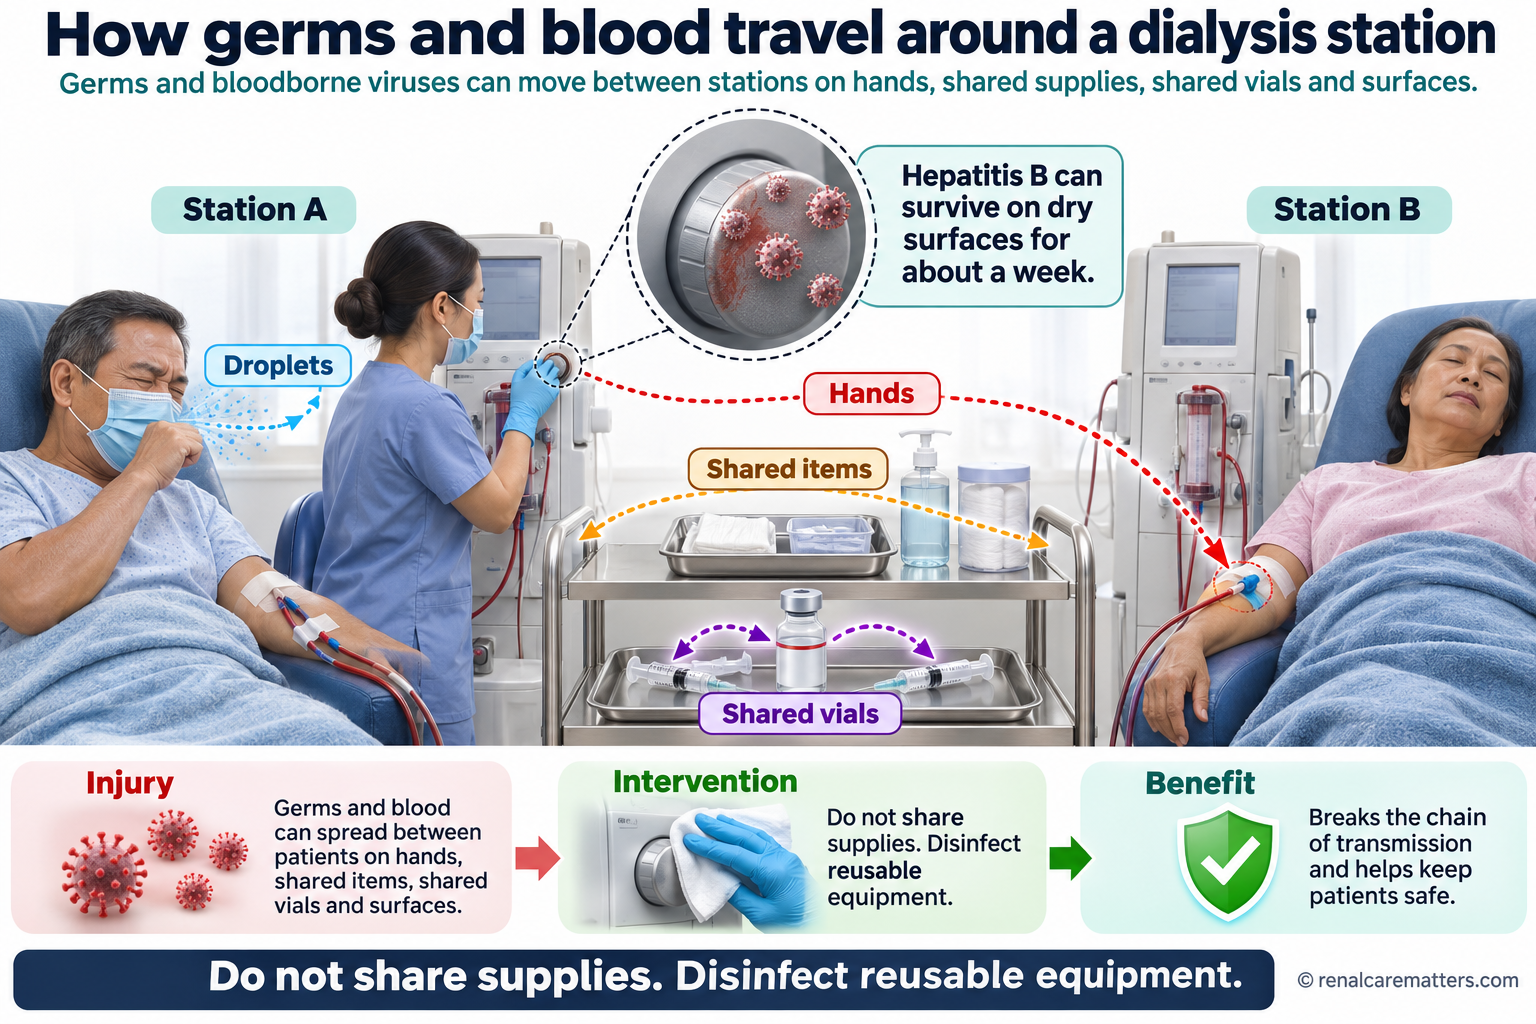 How germs and blood travel around a dialysis station
Germs and bloodborne viruses can move between stations on hands, shared supplies, shared vials and surfaces.
Station A
Hepatitis B can
survive on dry
surfaces for
about a week.
Station B
Droplets
Hands
Shared items
Shared vials
Injury
Germs and blood
can spread between
patients on hands,
shared items, shared
vials and surfaces.
Intervention
Do not share
supplies. Disinfect
reusable
equipment.
Benefit
Breaks the chain
of transmission
and helps keep
patients safe.
Do not share supplies. Disinfect reusable equipment.
© renalcarematters.com